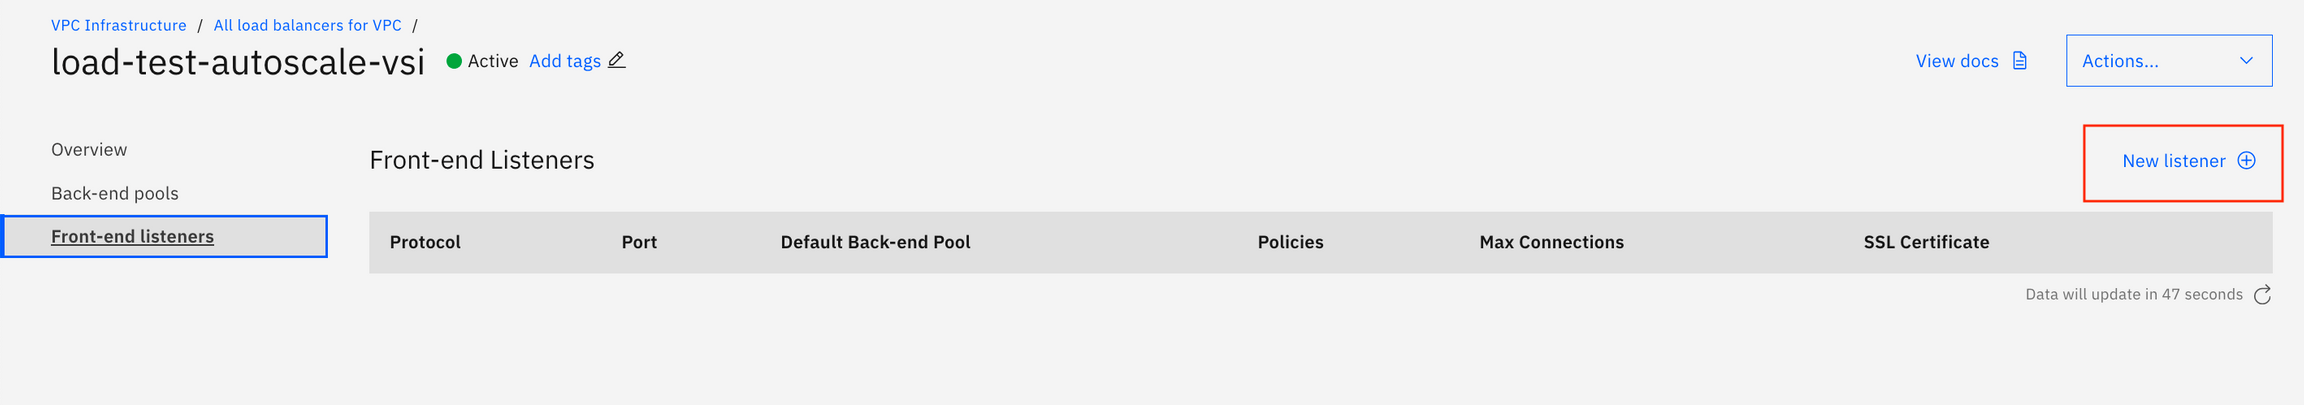 VPC Infrastructure / All load balancers for VPC /
load-test-autoscale-vsi Active Add tags View docs Actions...
Overview
Back-end pools
Front-end listeners
Front-end Listeners New listener
Protocol Port Default Back-end Pool Policies Max Connections SSL Certificate
Data will update in 47 seconds